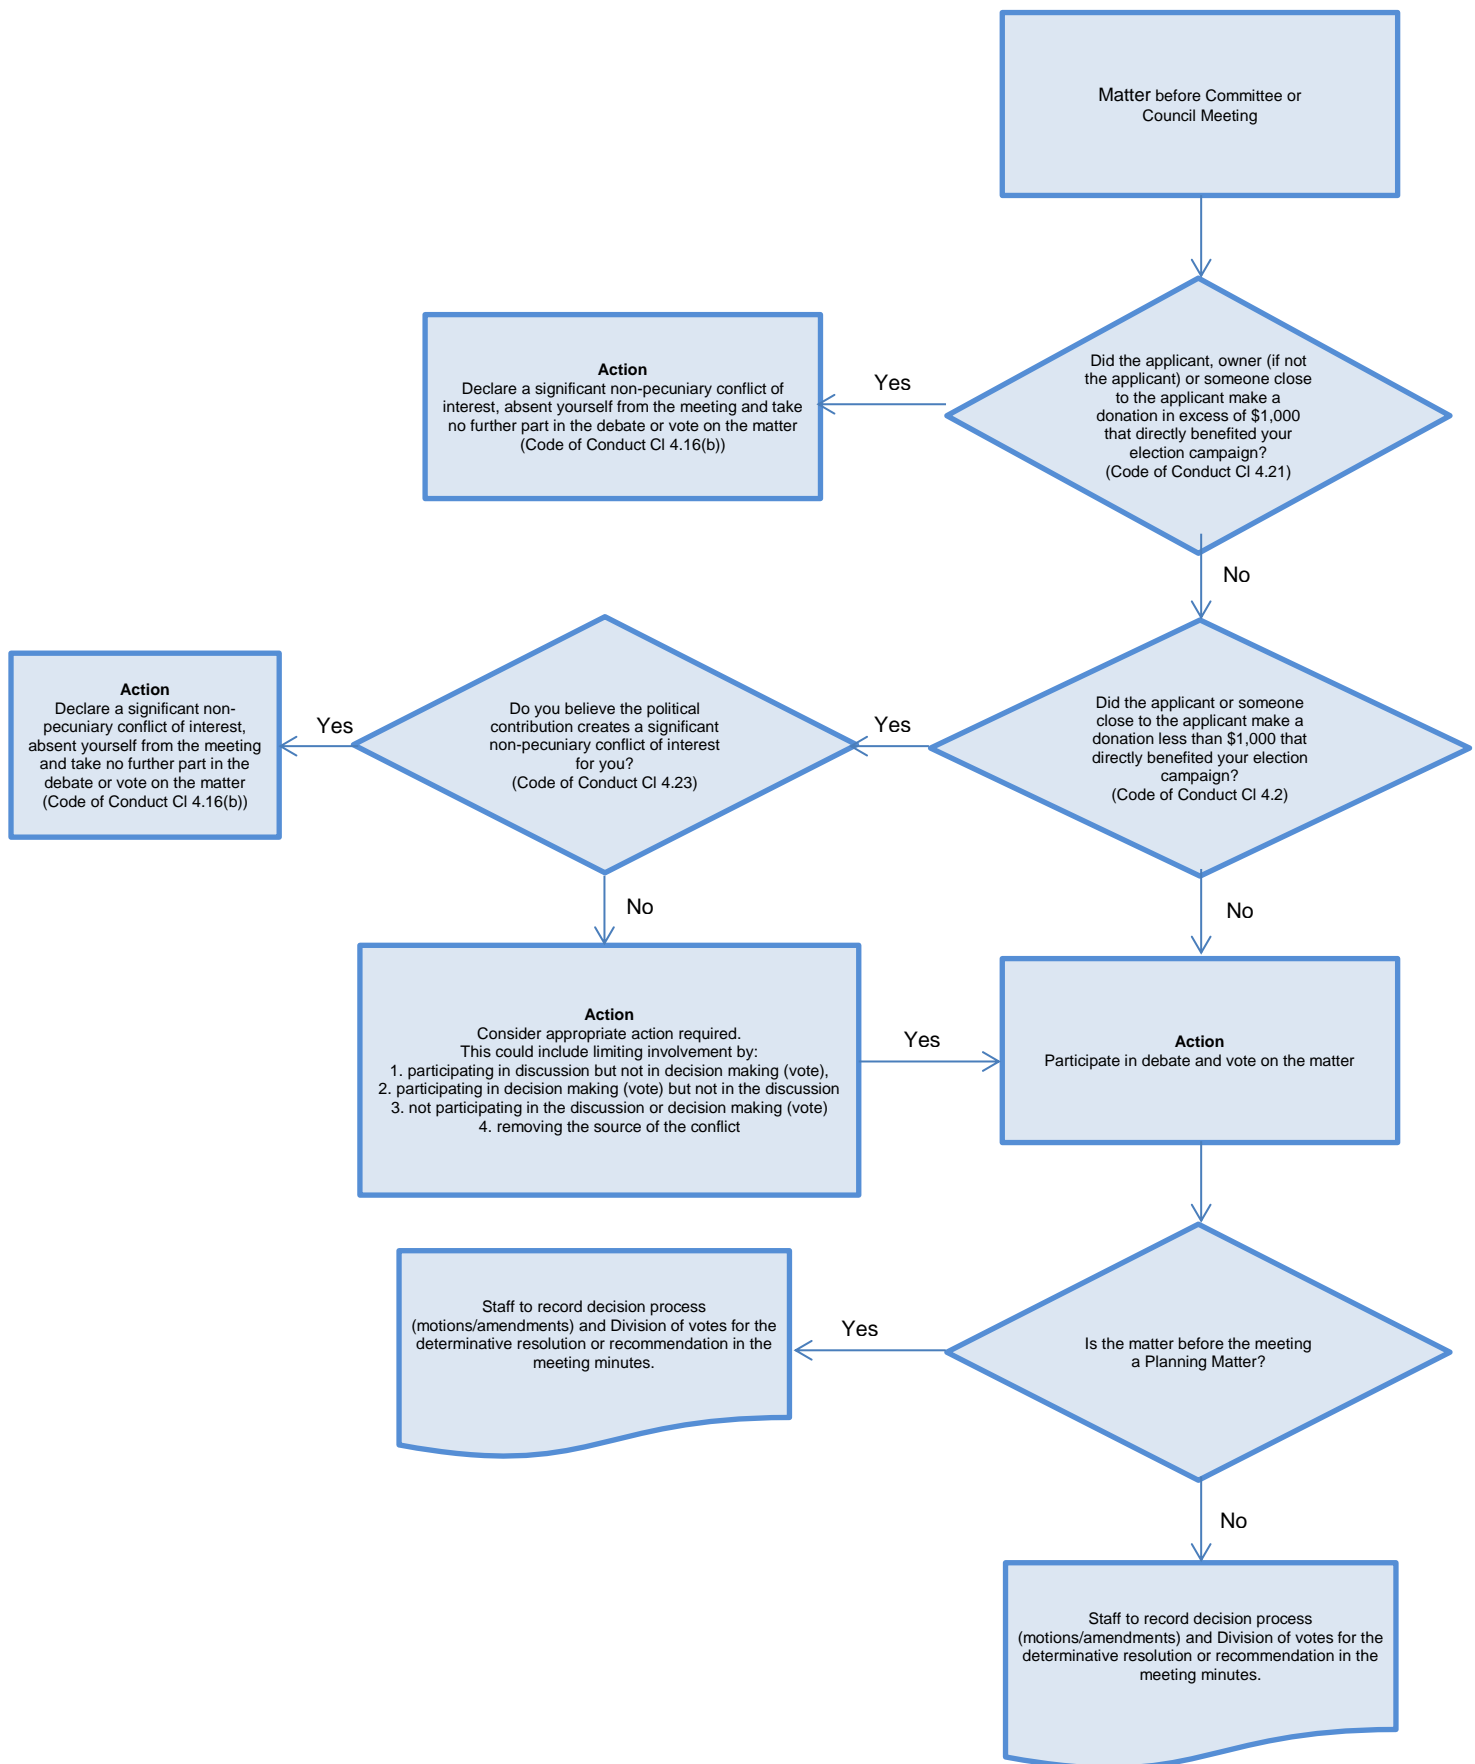 Matter before Committee or
Council Meeting
Did the applicant, owner (if not
the applicant) or someone close
to the applicant make a
donation in excess of $1,000
that directly benefited your
election campaign?
(Code of Conduct Cl 4.21)
Yes
Action
Declare a significant non-pecuniary conflict of
interest, absent yourself from the meeting and take
no further part in the debate or vote on the matter
(Code of Conduct Cl 4.16(b))
No
Did the applicant or someone
close to the applicant make a
donation less than $1,000 that
directly benefited your election
campaign?
(Code of Conduct Cl 4.2)
Yes
Do you believe the political
contribution creates a significant
non-pecuniary conflict of interest
for you?
(Code of Conduct Cl 4.23)
Yes
Action
Declare a significant non-
pecuniary conflict of interest,
absent yourself from the meeting
and take no further part in the
debate or vote on the matter
(Code of Conduct Cl 4.16(b))
No
No
Action
Consider appropriate action required.
This could include limiting involvement by:
1. participating in discussion but not in decision making (vote),
2. participating in decision making (vote) but not in the discussion
3. not participating in the discussion or decision making (vote)
4. removing the source of the conflict
Yes
Action
Participate in debate and vote on the matter
Is the matter before the meeting
a Planning Matter?
Yes
Staff to record decision process
(motions/amendments) and Division of votes for the
determinative resolution or recommendation in the
meeting minutes.
No
Staff to record decision process
(motions/amendments) and Division of votes for the
determinative resolution or recommendation in the
meeting minutes.